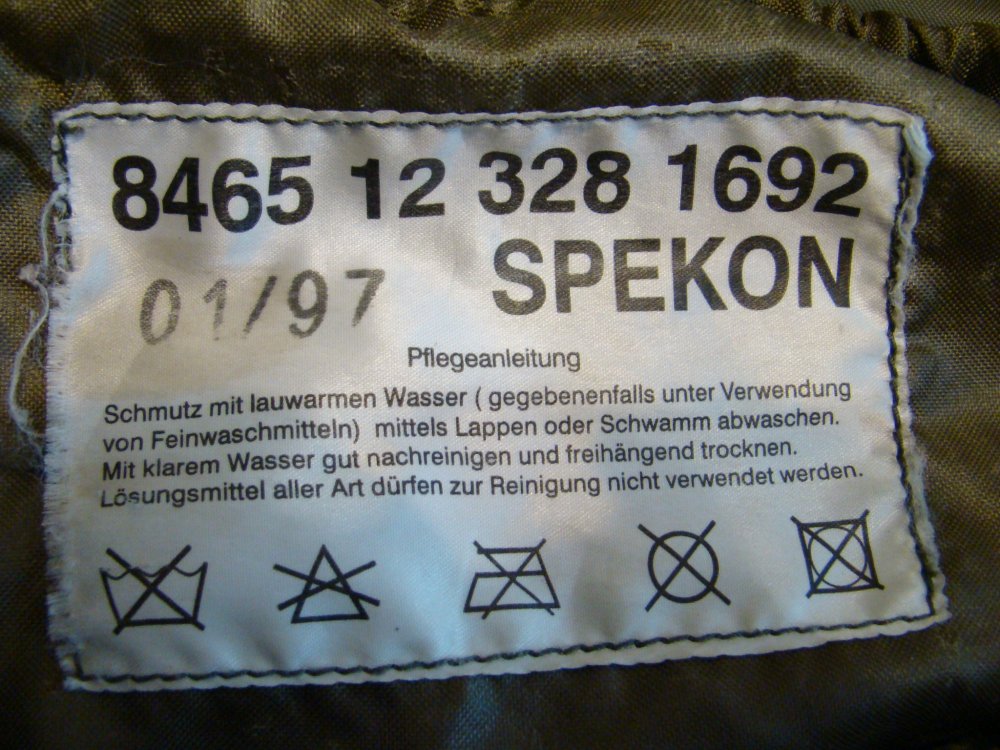 8465 12 328 1692
SPEKON
01/97
Pflegeanleitung
Schmutz mit lauwarmen Wasser ( gegebenenfalls unter Verwendung
von Feinwaschmitteln) mittels Lappen oder Schwamm abwaschen.
Mit klarem Wasser gut nachreinigen und freihängend trocknen.
Lösungsmittel aller Art dürfen zur Reinigung nicht verwendet werden.